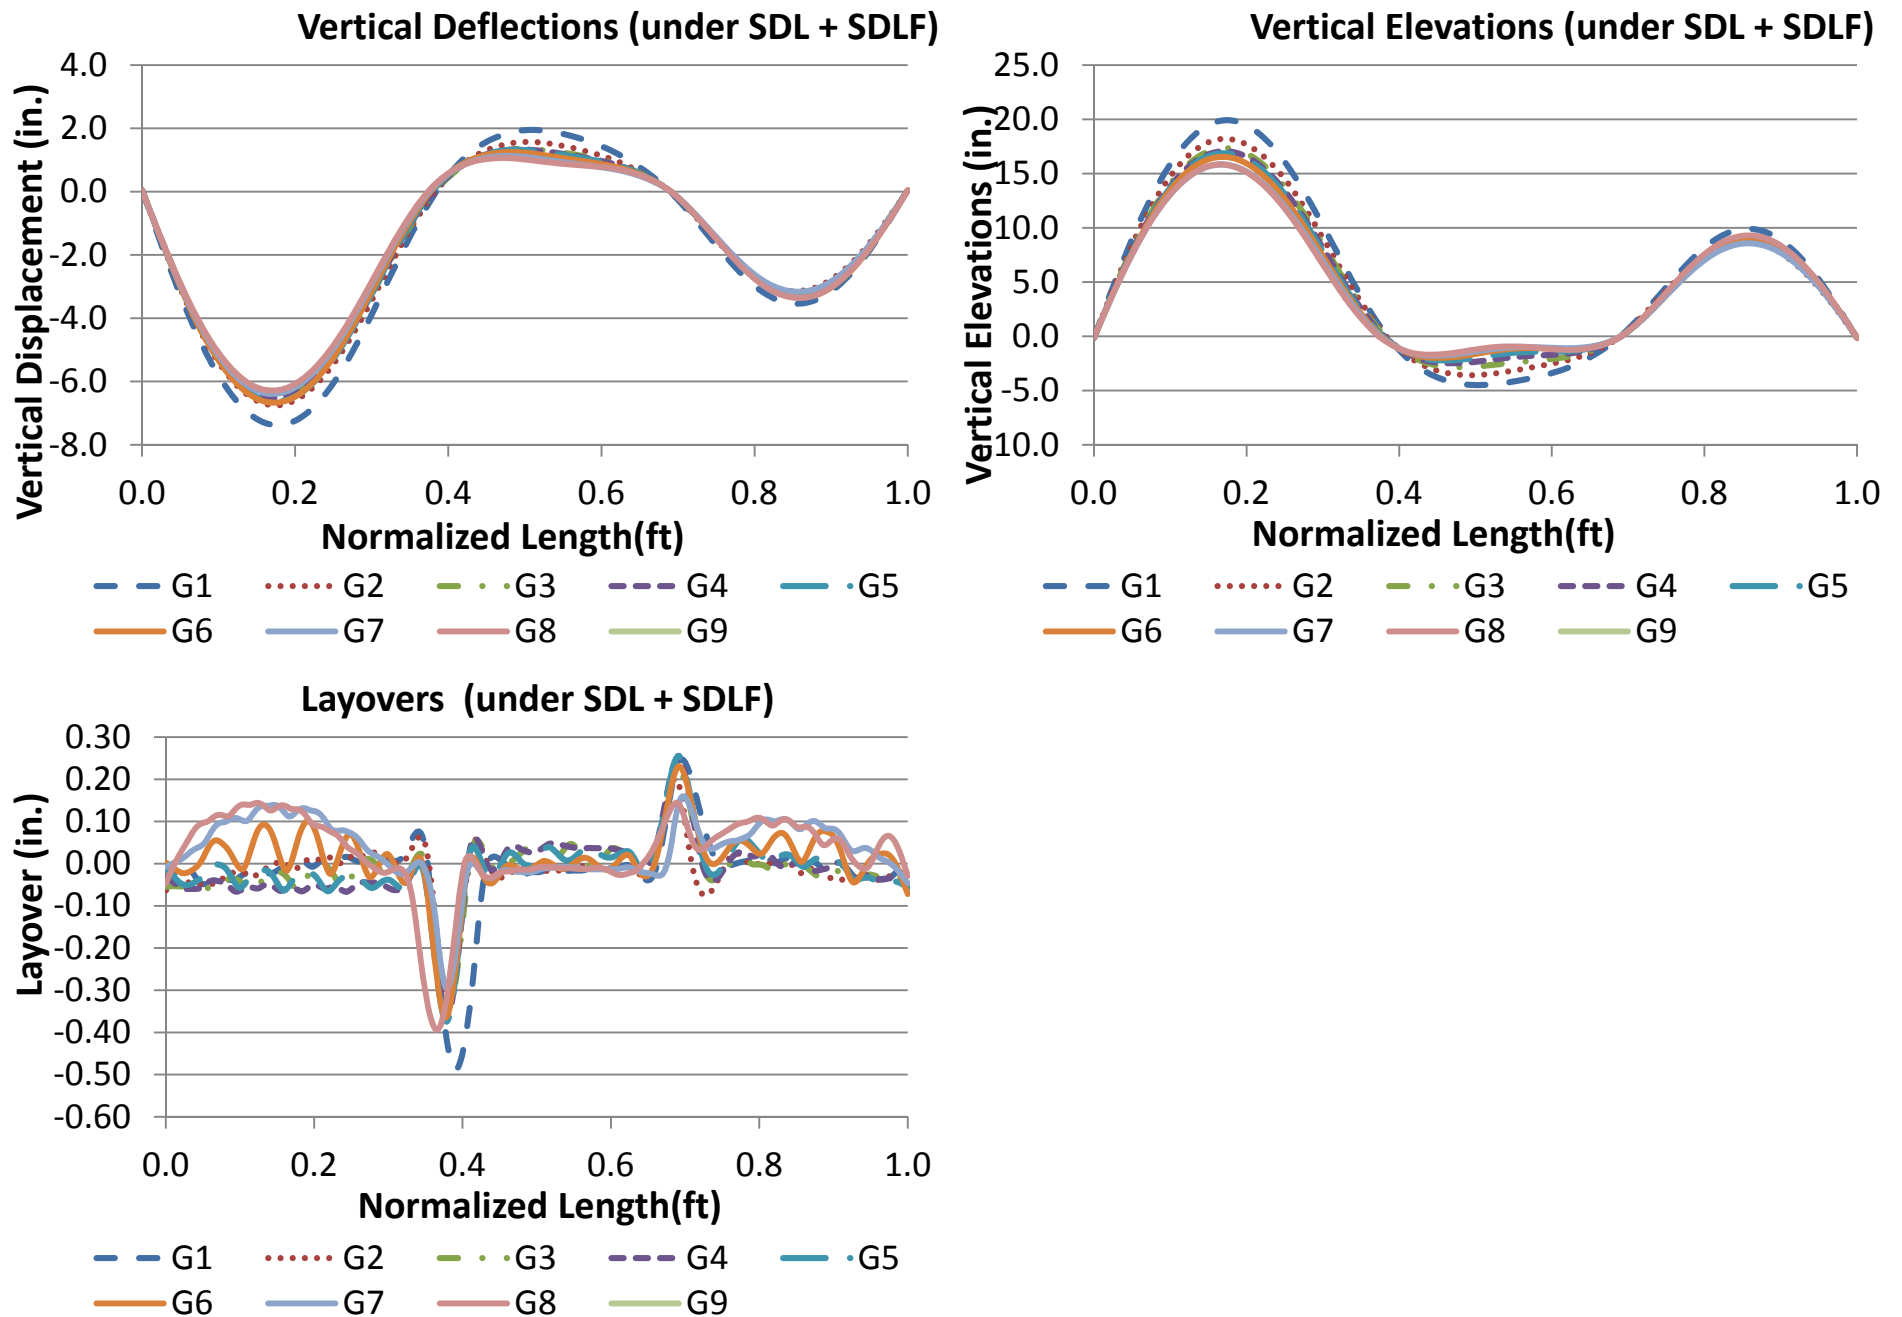 Vertical Deflections (under SDL + SDLF)
4.0
2.0
0.0
-2.0
-4.0
-6.0
-8.0
Vertical Displacement (in.)
0.0 0.2 0.4 0.6 0.8 1.0
Normalized Length(ft)
G1 G2 G3 G4 G5
G6 G7 G8 G9
Vertical Elevations (under SDL + SDLF)
25.0
20.0
15.0
10.0
5.0
0.0
-5.0
10.0
Vertical Elevations (in.)
0.0 0.2 0.4 0.6 0.8 1.0
Normalized Length(ft)
G1 G2 G3 G4 G5
G6 G7 G8 G9
Layovers (under SDL + SDLF)
0.30
0.20
0.10
0.00
-0.10
-0.20
-0.30
-0.40
-0.50
-0.60
Layover (in.)
0.0 0.2 0.4 0.6 0.8 1.0
Normalized Length(ft)
G1 G2 G3 G4 G5
G6 G7 G8 G9